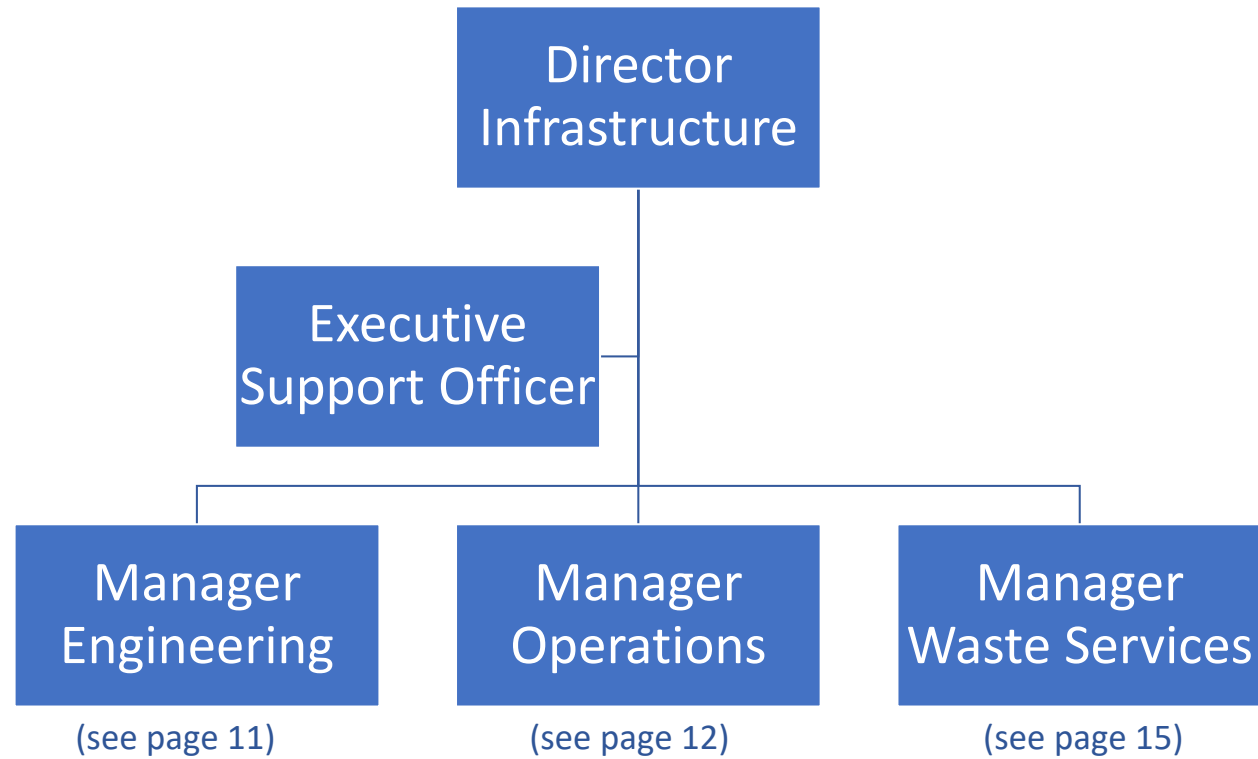 Director
Infrastructure
Executive
Support Officer
Manager
Engineering
Manager
Operations
Manager
Waste Services
(see page 11)
(see page 12)
(see page 15)